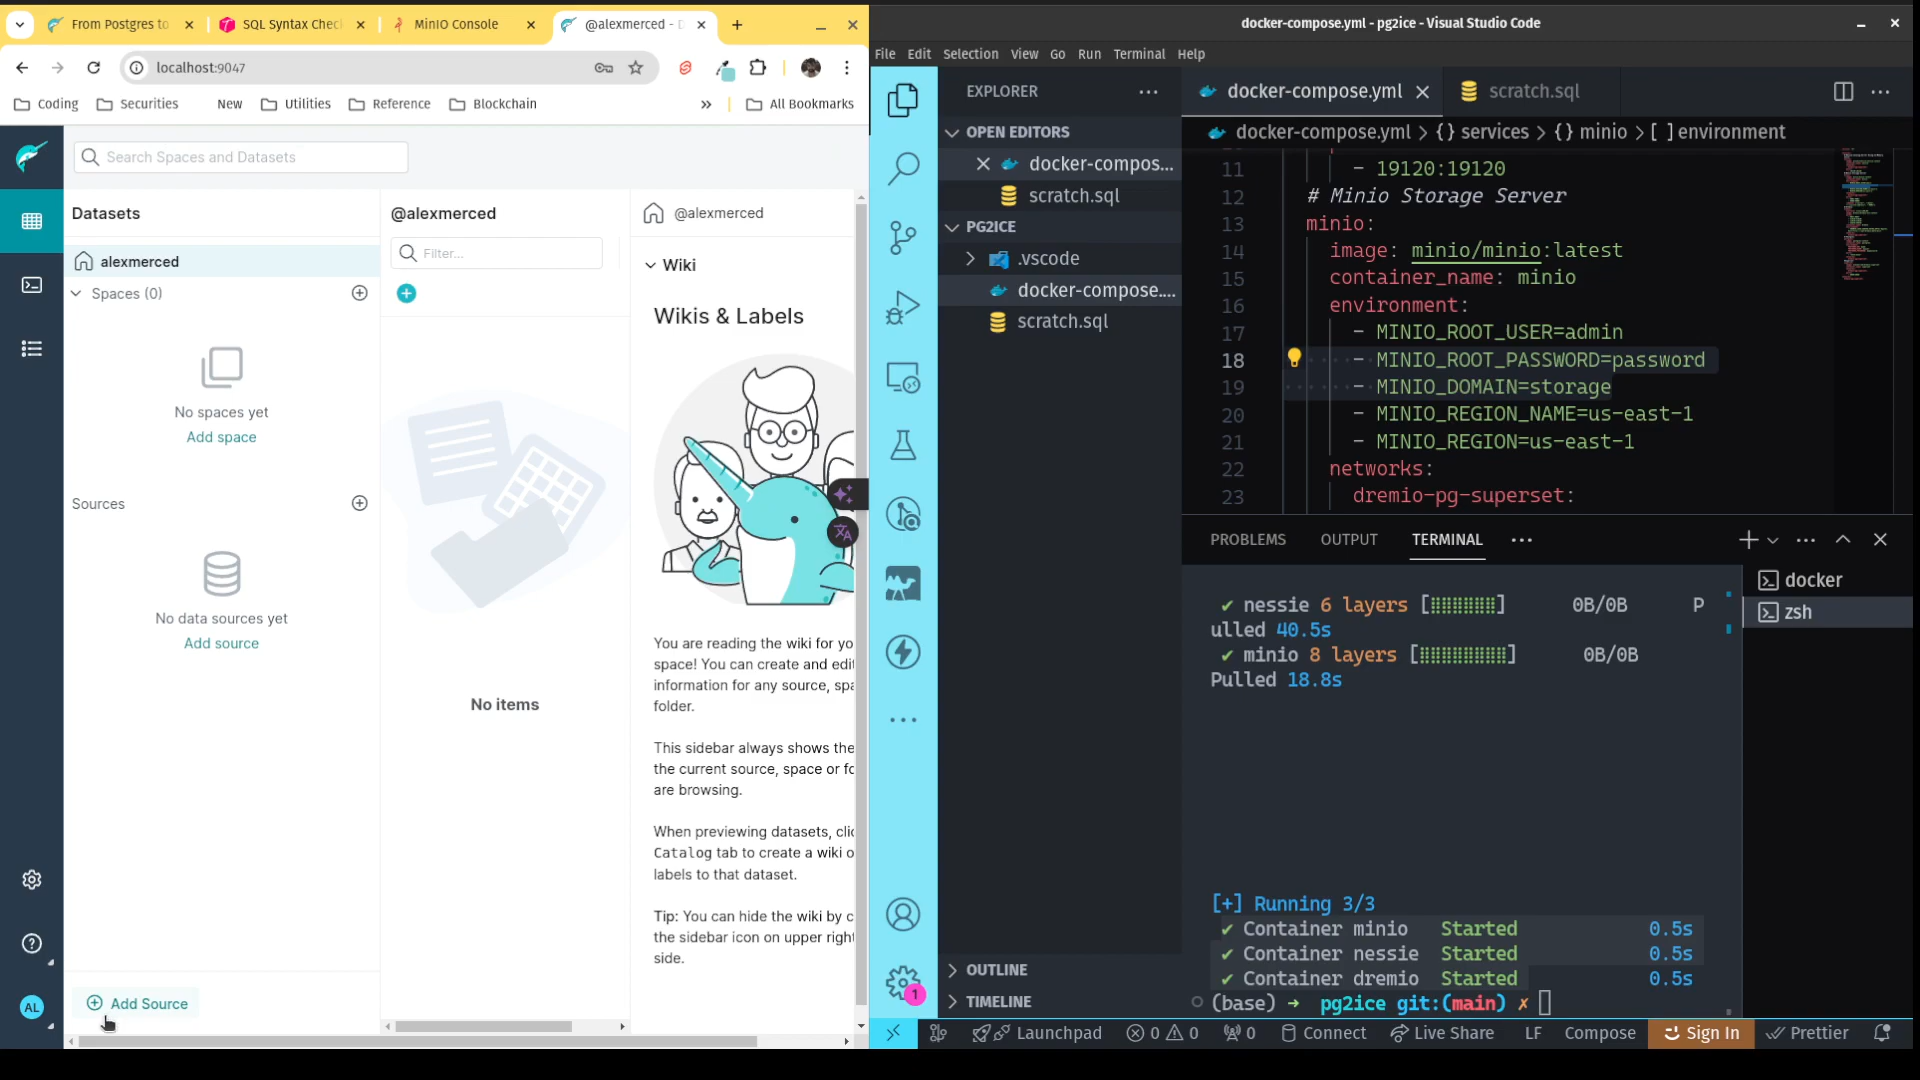 From Postgres to
SQL Syntax Chec
MinIO Console
@alexmerced - D
localhost:9047
Coding
Securities
New
Utilities
Reference
Blockchain
»
All Bookmarks
Search Spaces and Datasets
Datasets
alexmerced
Spaces (0)
No spaces yet
Add space
Sources
No data sources yet
Add source
Add Source
AL
@alexmerced
Filter...
No items
@alexmerced
Wiki
Wikis & Labels
You are reading the wiki for yo
space! You can create and edit
information for any source, spa
folder.
This sidebar always shows the
the current source, space or fo
are browsing.
When previewing datasets, clic
Catalog tab to create a wiki o
labels to that dataset.
Tip: You can hide the wiki by c
the sidebar icon on upper right
side.
docker-compose.yml - pg2ice - Visual Studio Code
File Edit Selection View Go Run Terminal Help
EXPLORER
OPEN EDITORS
docker-compos...
scratch.sql
PG2ICE
.vscode
docker-compose....
scratch.sql
OUTLINE
TIMELINE
1
docker-compose.yml
scratch.sql
docker-compose.yml > {} services > {} minio > [ ] environment
11 - 19120:19120
12 # Minio Storage Server
13 minio:
14 image: minio/minio:latest
15 container_name: minio
16 environment:
17 - MINIO_ROOT_USER=admin
18 - MINIO_ROOT_PASSWORD=password
19 - MINIO_DOMAIN=storage
20 - MINIO_REGION_NAME=us-east-1
21 - MINIO_REGION=us-east-1
22 networks:
23 dremio-pg-superset:
PROBLEMS OUTPUT TERMINAL
docker
zsh
✔ nessie 6 layers [⣿⣿⣿⣿⣿⣿] 0B/0B P
ulled 40.5s
✔ minio 8 layers [⣿⣿⣿⣿⣿⣿⣿⣿] 0B/0B
Pulled 18.8s
[+] Running 3/3
✔ Container minio Started 0.5s
✔ Container nessie Started 0.5s
✔ Container dremio Started 0.5s
(base) ➜ pg2ice git:(main) ✗
Launchpad 0 0 0 Connect Live Share LF Compose Sign In Prettier